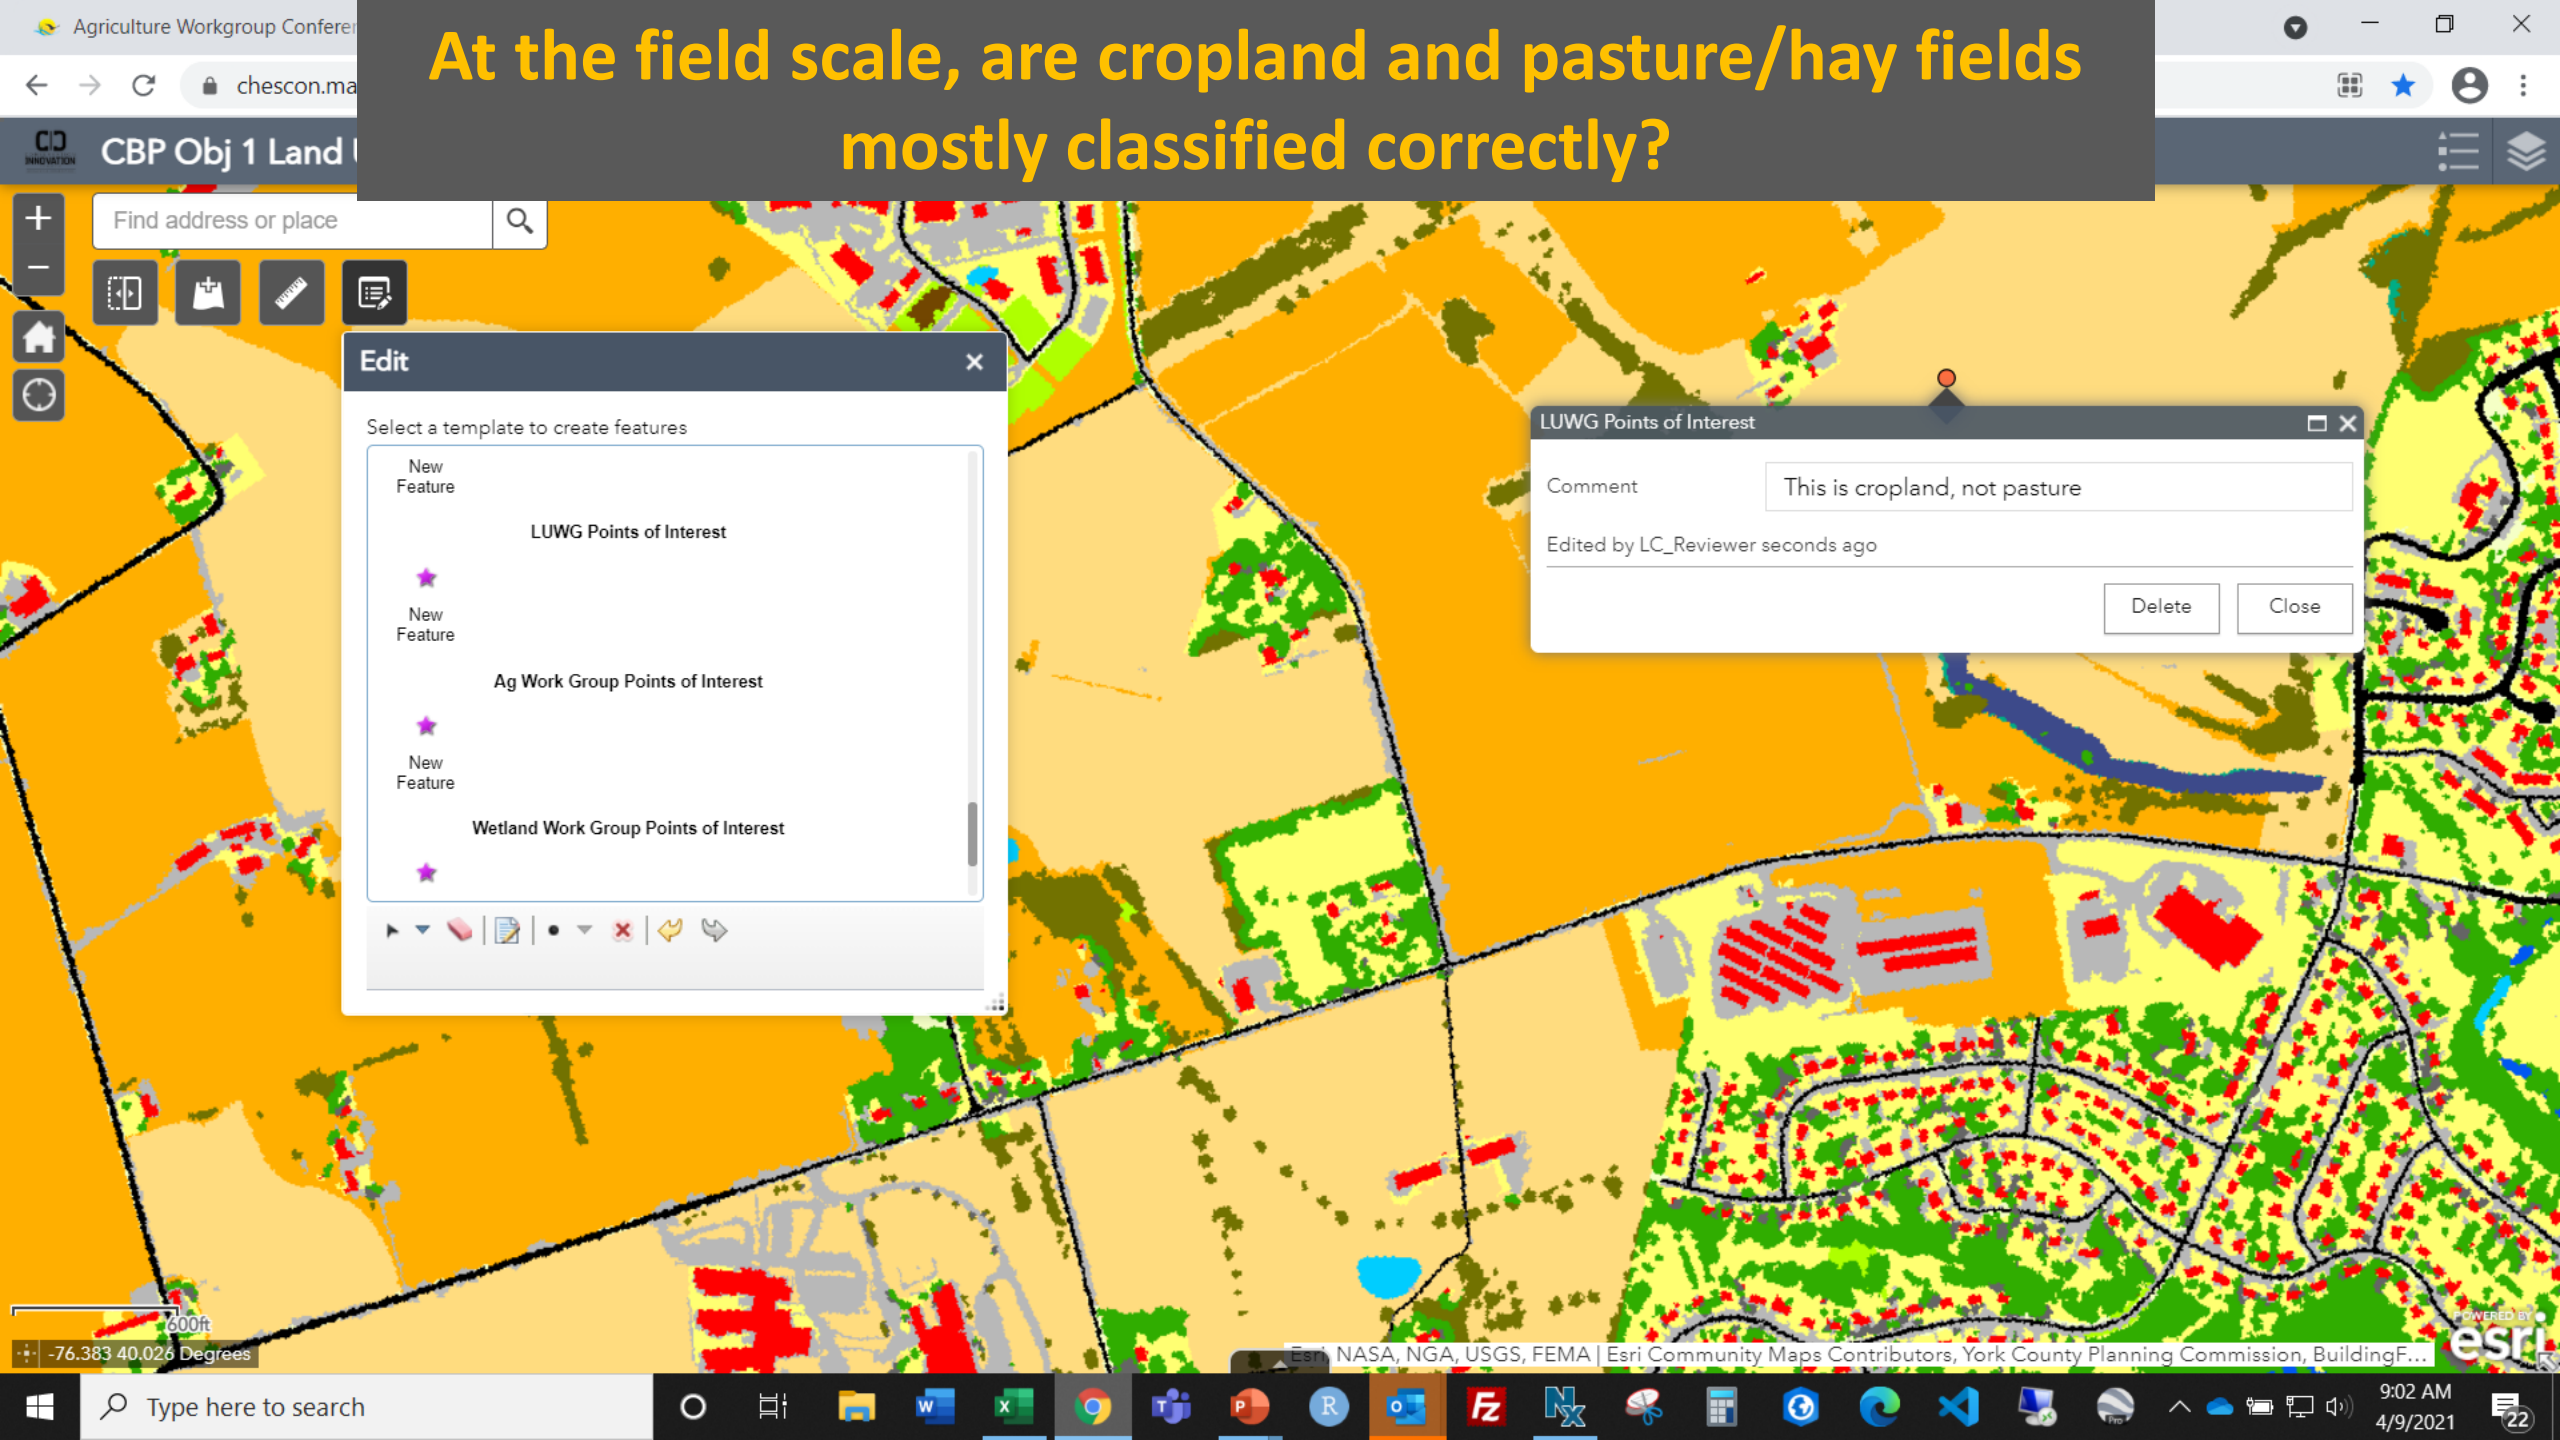 Agriculture Workgroup Conferen
At the field scale, are cropland and pasture/hay fields
mostly classified correctly?
chescon.ma
INNOVATION
CBP Obj 1 Land
Find address or place
Edit
Select a template to create features
New
Feature
LUWG Points of Interest
New
Feature
Ag Work Group Points of Interest
New
Feature
Wetland Work Group Points of Interest
LUWG Points of Interest
Comment
This is cropland, not pasture
Edited by LC_Reviewer seconds ago
Delete
Close
600ft
-76.383 40.026 Degrees
Esri, NASA, NGA, USGS, FEMA | Esri Community Maps Contributors, York County Planning Commission, BuildingF...
POWERED BY
esri
Type here to search
9:02 AM
4/9/2021
22